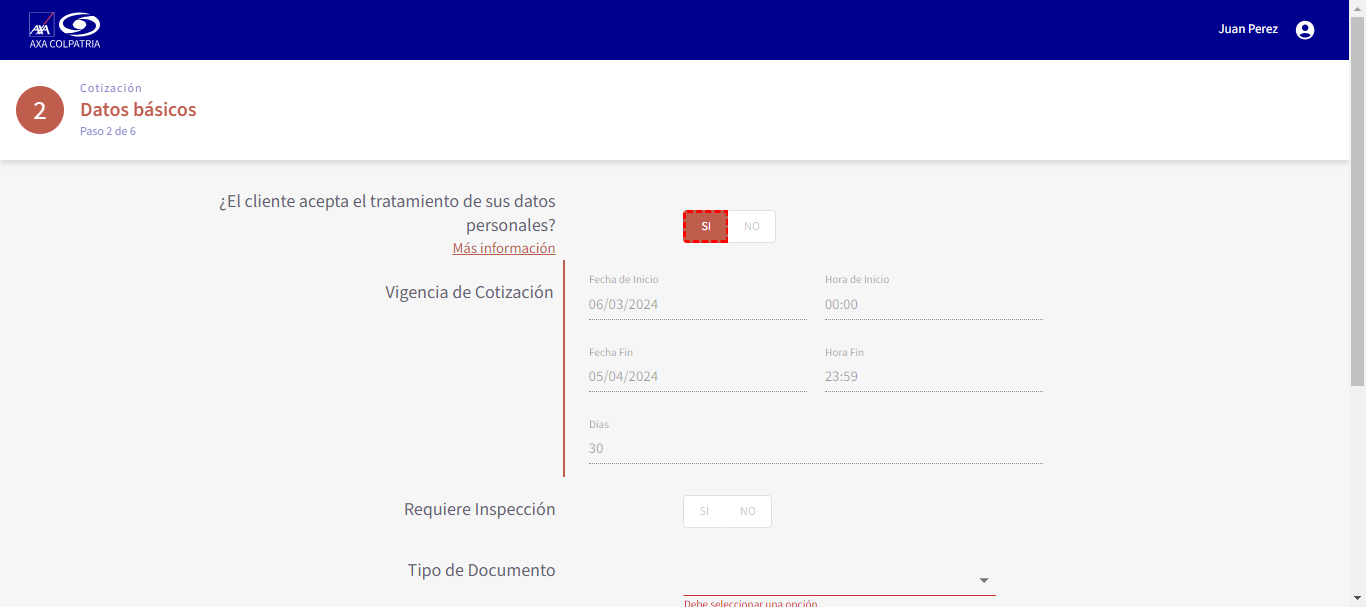 AXA
AXA COLPATRIA
Juan Perez
2
Cotización
Datos básicos
Paso 2 de 6
¿El cliente acepta el tratamiento de sus datos
personales?
Más información
SI NO
Vigencia de Cotización
Fecha de Inicio Hora de Inicio
06/03/2024 00:00
Fecha Fin Hora Fin
05/04/2024 23:59
Días
30
Requiere Inspección
SI NO
Tipo de Documento
Debe seleccionar una opción